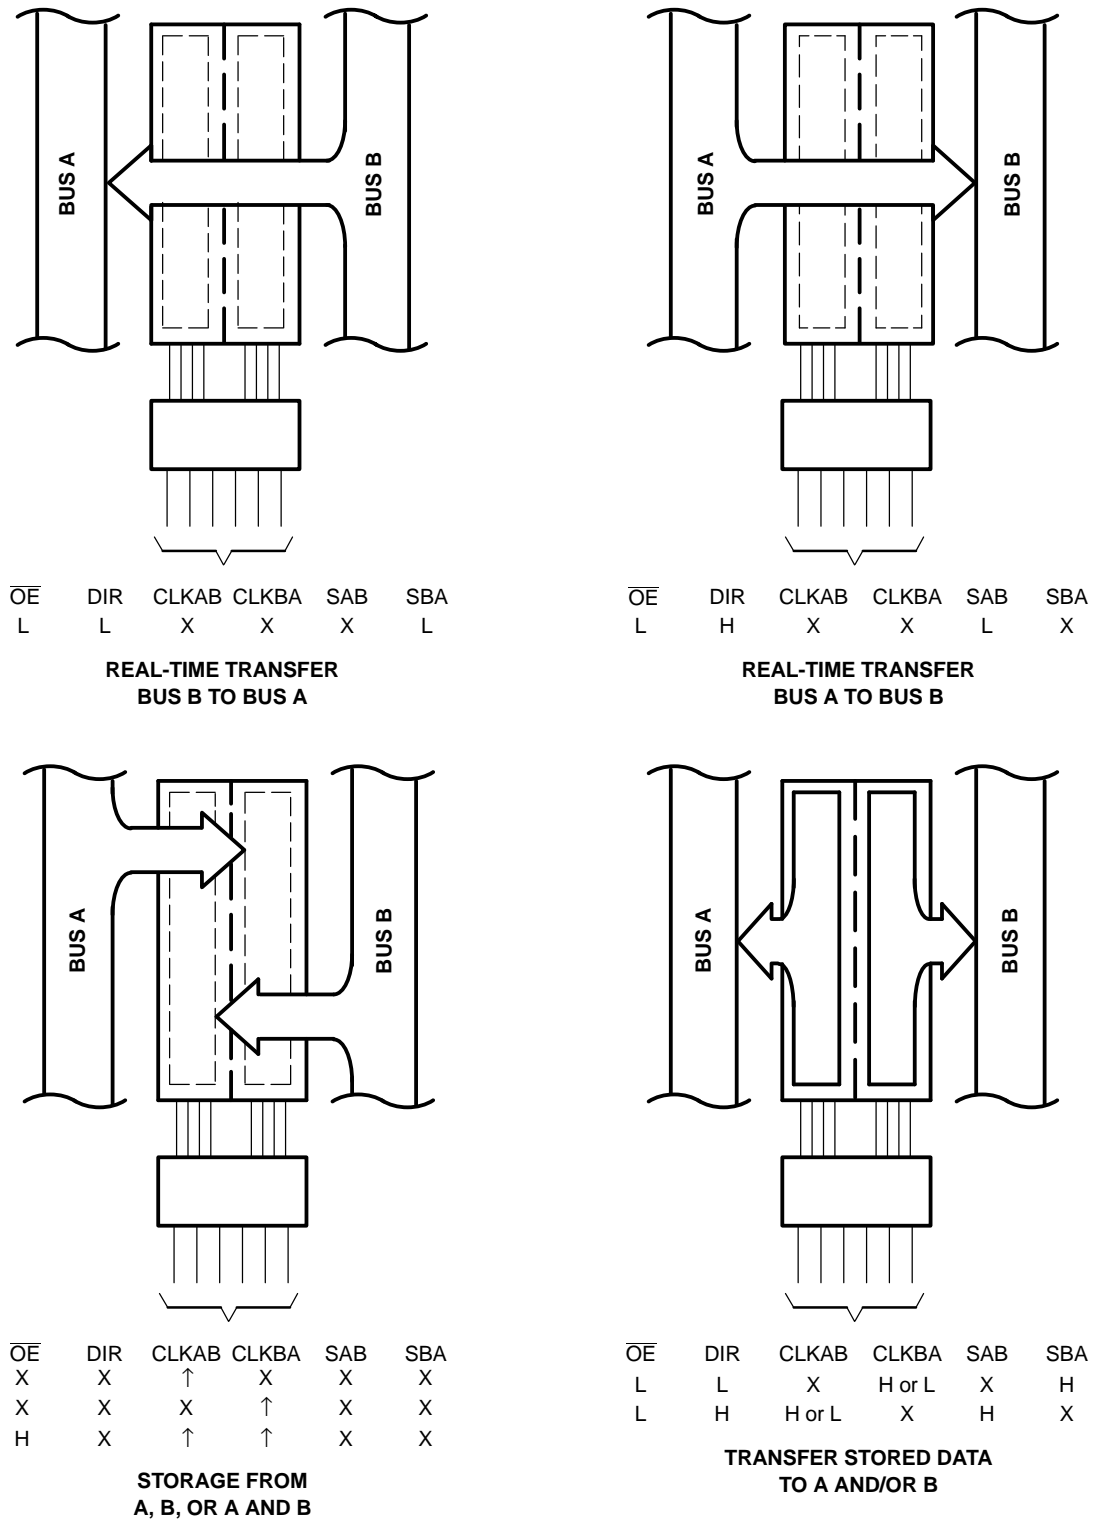 BUS A
BUS B
OE DIR CLKAB CLKBA SAB SBA
L L X X X L
REAL-TIME TRANSFER
BUS B TO BUS A
BUS A
BUS B
OE DIR CLKAB CLKBA SAB SBA
L H X X L X
REAL-TIME TRANSFER
BUS A TO BUS B
BUS A
BUS B
OE DIR CLKAB CLKBA SAB SBA
X X ↑ X X X
X X X ↑ X X
H X ↑ ↑ X X
STORAGE FROM
A, B, OR A AND B
BUS A
BUS B
OE DIR CLKAB CLKBA SAB SBA
L L X H or L X H
L H H or L X H X
TRANSFER STORED DATA
TO A AND/OR B